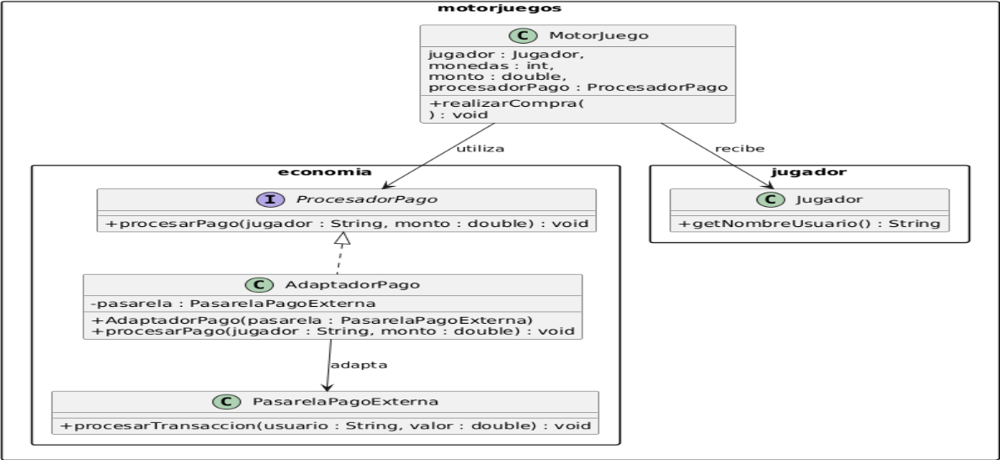 motorjuegos
C MotorJuego
jugador : Jugador,
monedas : int,
monto : double,
procesadorPago : ProcesadorPago
+realizarCompra(
) : void
utiliza
recibe
economia
I ProcesadorPago
+procesarPago(jugador : String, monto : double) : void
jugador
C Jugador
+getNombreUsuario() : String
C AdaptadorPago
-pasarela : PasarelaPagoExterna
+AdaptadorPago(pasarela : PasarelaPagoExterna)
+procesarPago(jugador : String, monto : double) : void
adapta
C PasarelaPagoExterna
+procesarTransaccion(usuario : String, valor : double) : void